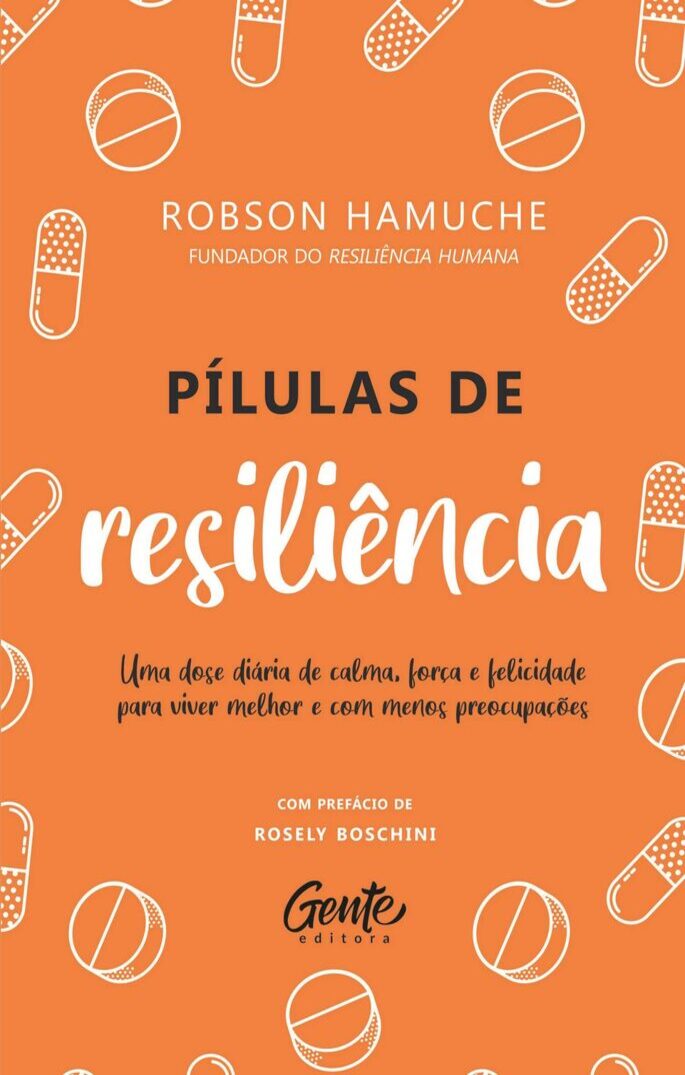 ROBSON HAMUCHE
FUNDADOR DO RESILIÊNCIA HUMANA
PÍLULAS DE
resiliência
Uma dose diária de calma, força e felicidade
para viver melhor e com menos preocupações
COM PREFÁCIO DE
ROSELY BOSCHINI
Gente
editora